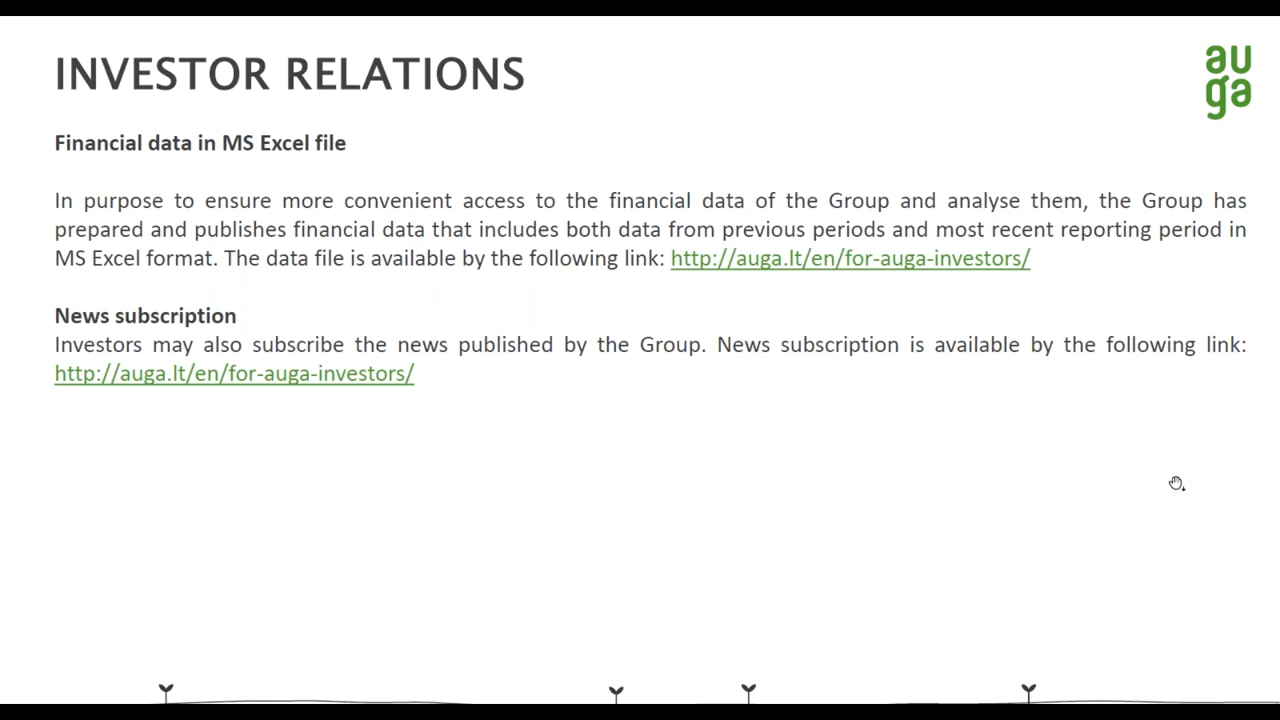 INVESTOR RELATIONS
au
ga
Financial data in MS Excel file
In purpose to ensure more convenient access to the financial data of the Group and analyse them, the Group has
prepared and publishes financial data that includes both data from previous periods and most recent reporting period in
MS Excel format. The data file is available by the following link: http://auga.lt/en/for-auga-investors/
News subscription
Investors may also subscribe the news published by the Group. News subscription is available by the following link:
http://auga.lt/en/for-auga-investors/